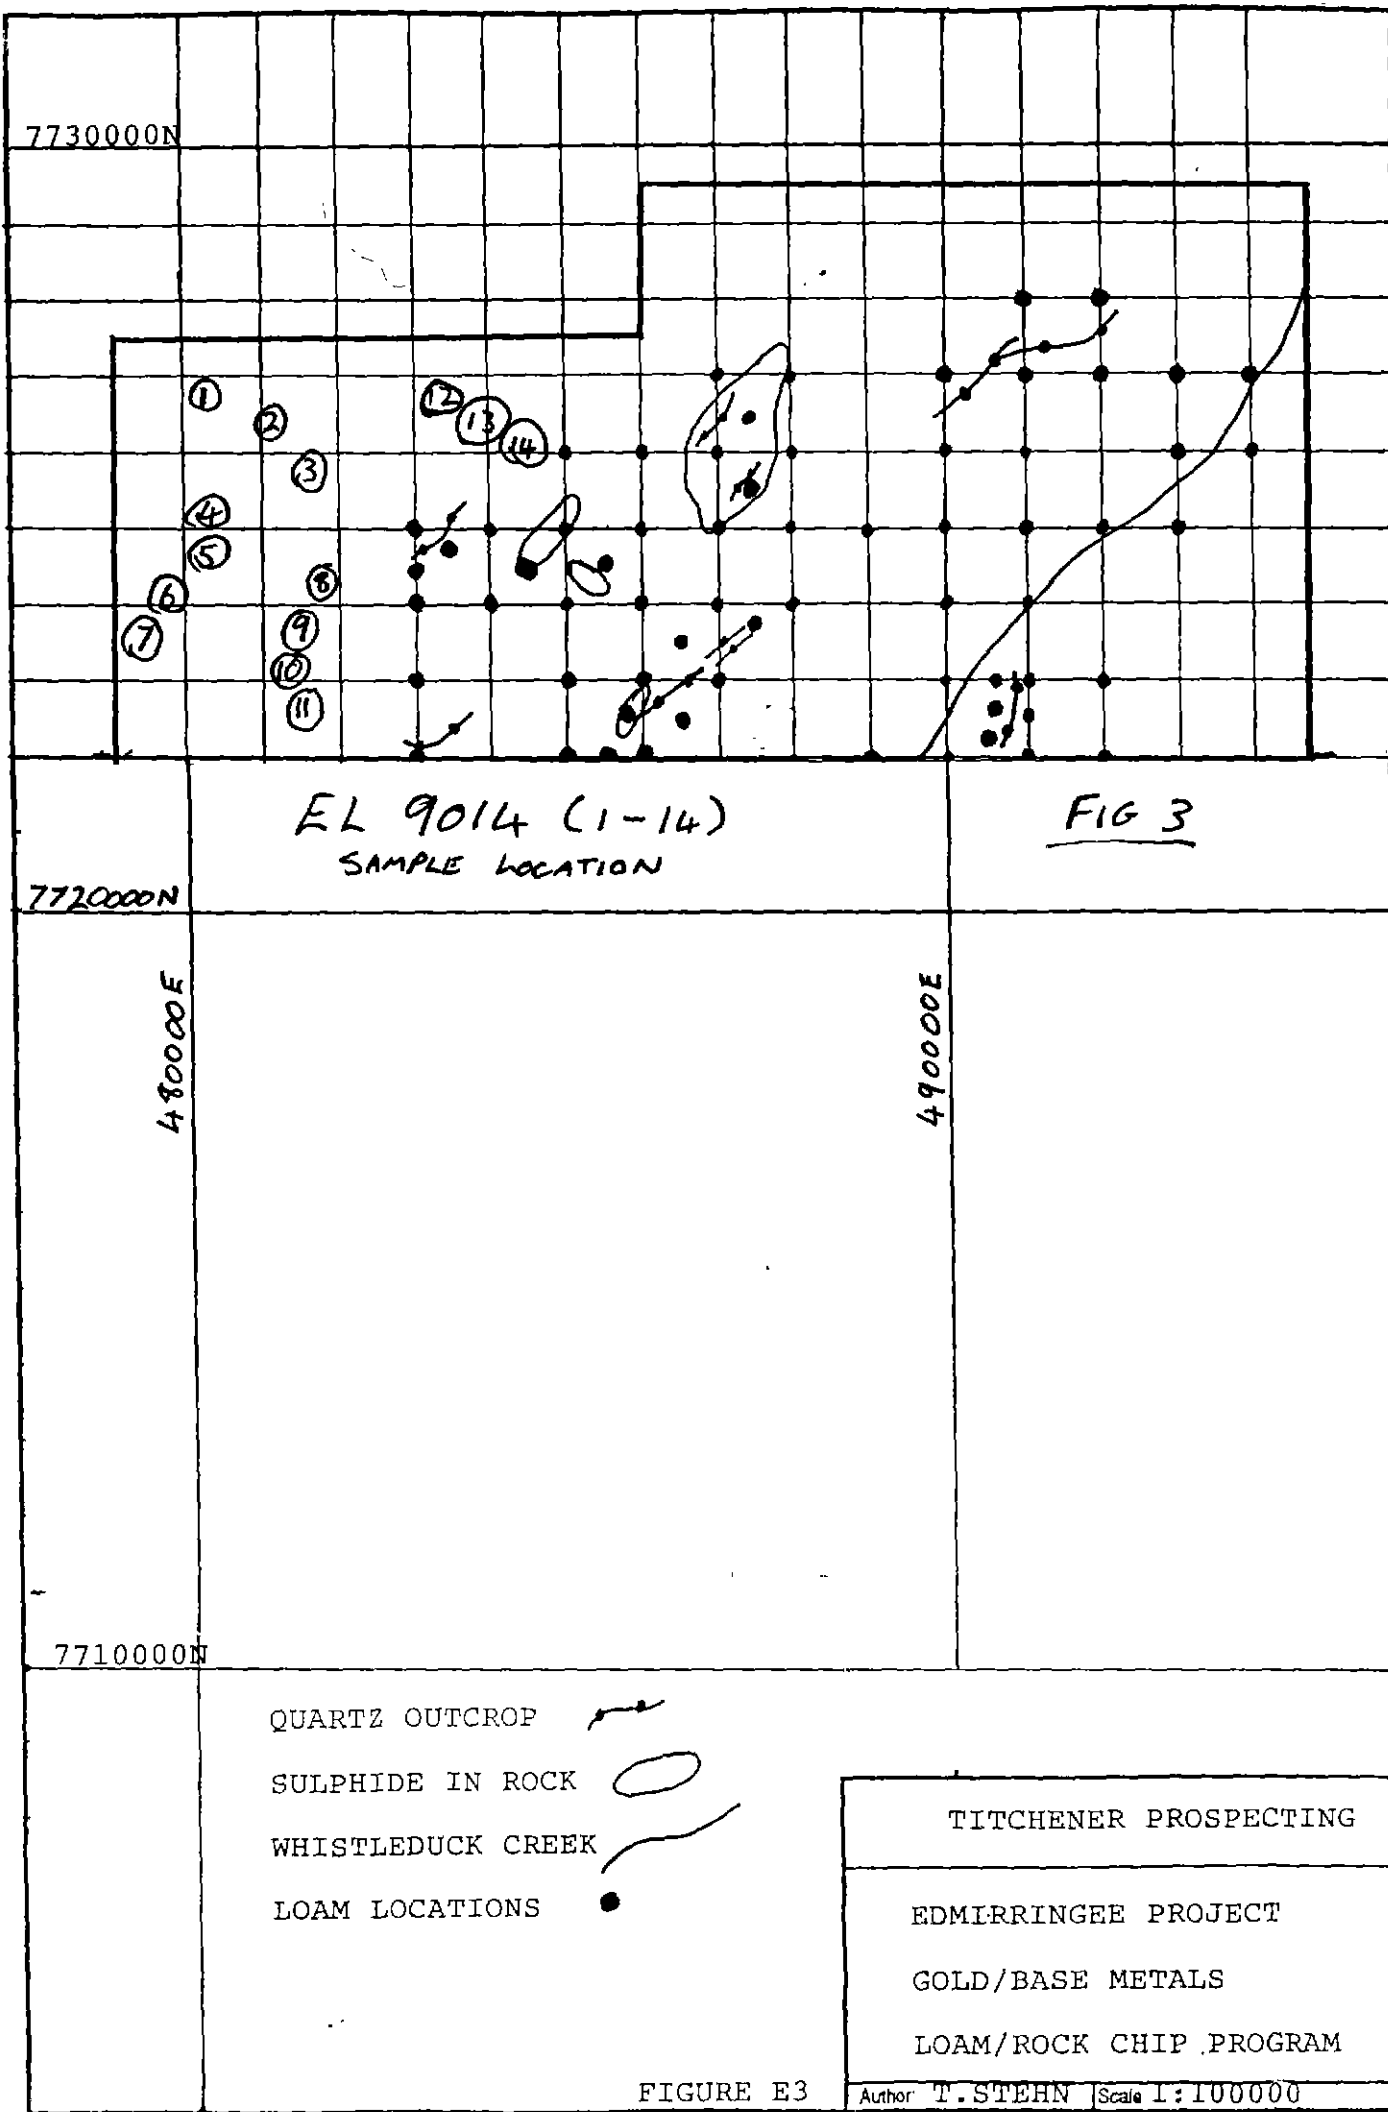 7730000N
1
2
3
4
5
6
7
8
9
10
11
12
13
14
EL 9014 (1-14)
SAMPLE LOCATION
FIG 3
7720000N
480000E
490000E
7710000N
QUARTZ OUTCROP
SULPHIDE IN ROCK
WHISTLEDUCK CREEK
LOAM LOCATIONS
TITCHENER PROSPECTING
EDMIRRINGEE PROJECT
GOLD/BASE METALS
LOAM/ROCK CHIP PROGRAM
FIGURE E3
Author T.STEHN Scale 1:100000